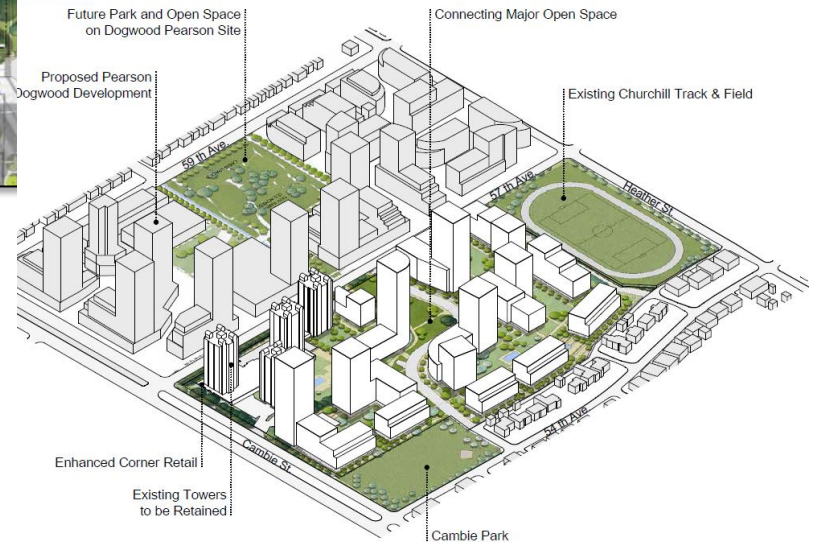 Future Park and Open Space
on Dogwood Pearson Site
Connecting Major Open Space
Proposed Pearson
Dogwood Development
Existing Churchill Track & Field
59 th Ave.
57 th Ave
Heather St.
54 th Ave
Cambie St
Enhanced Corner Retail
Existing Towers
to be Retained
Cambie Park